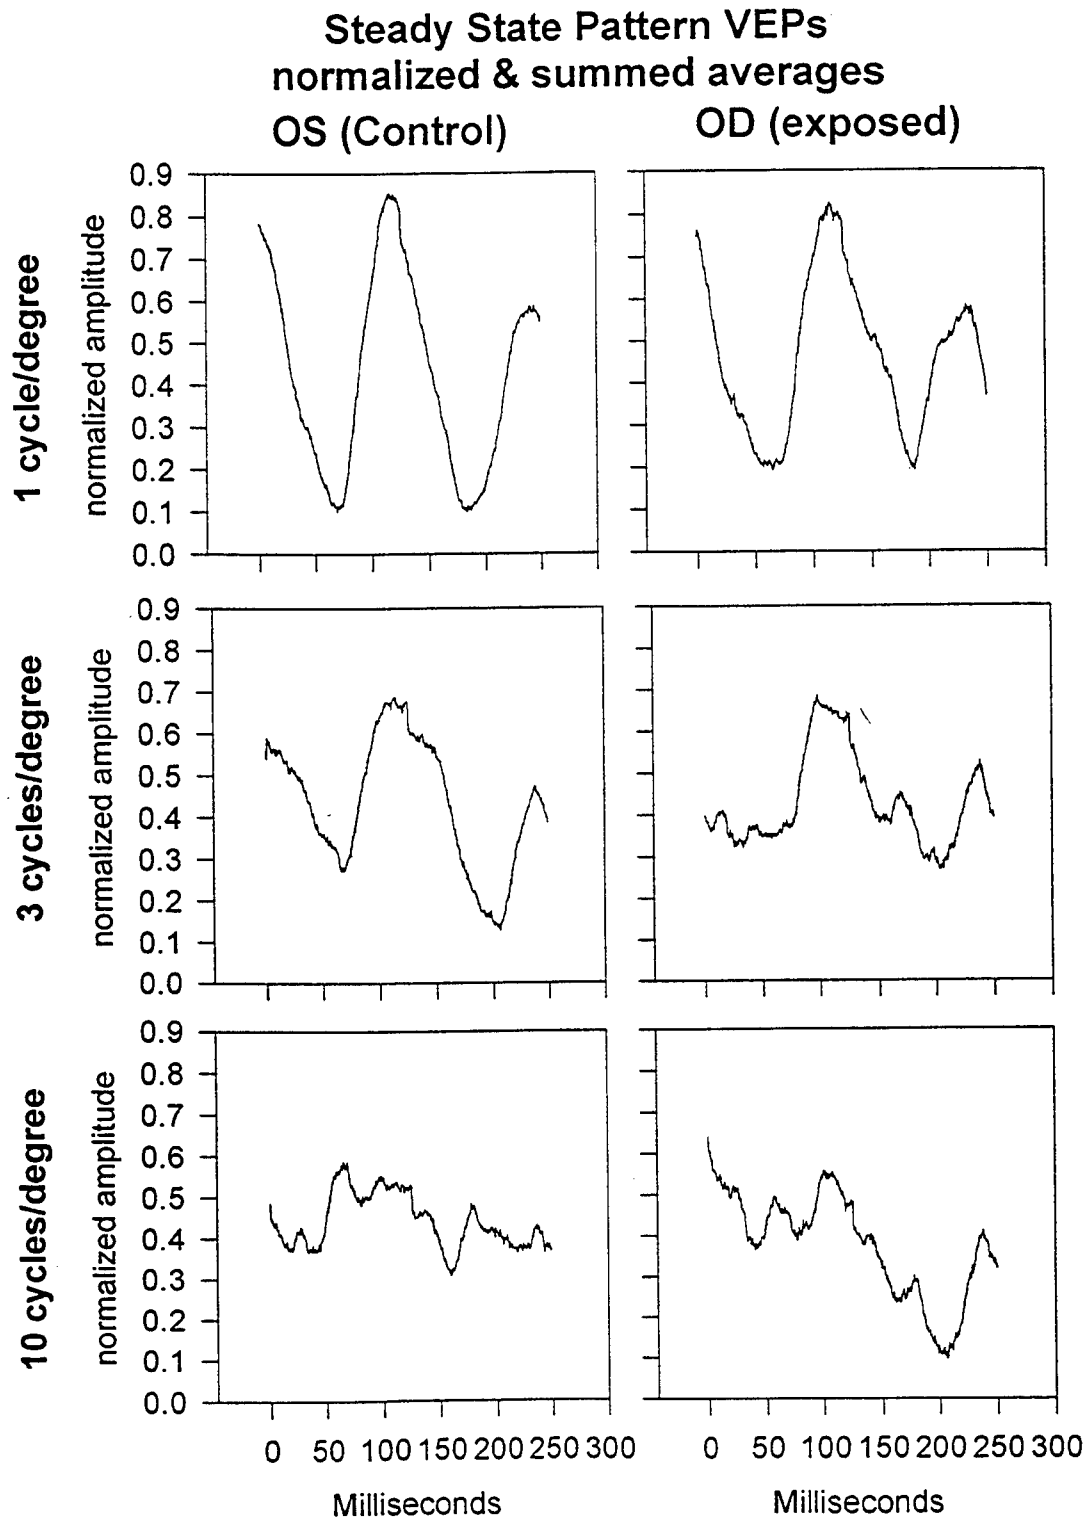 Steady State Pattern VEPs
normalized & summed averages
OS (Control)
OD (exposed)
1 cycle/degree
normalized amplitude
0.9
0.8
0.7
0.6
0.5
0.4
0.3
0.2
0.1
0.0
3 cycles/degree
normalized amplitude
0.9
0.8
0.7
0.6
0.5
0.4
0.3
0.2
0.1
0.0
10 cycles/degree
normalized amplitude
0.9
0.8
0.7
0.6
0.5
0.4
0.3
0.2
0.1
0.0
0 50 100 150 200 250 300
0 50 100 150 200 250 300
Milliseconds
Milliseconds